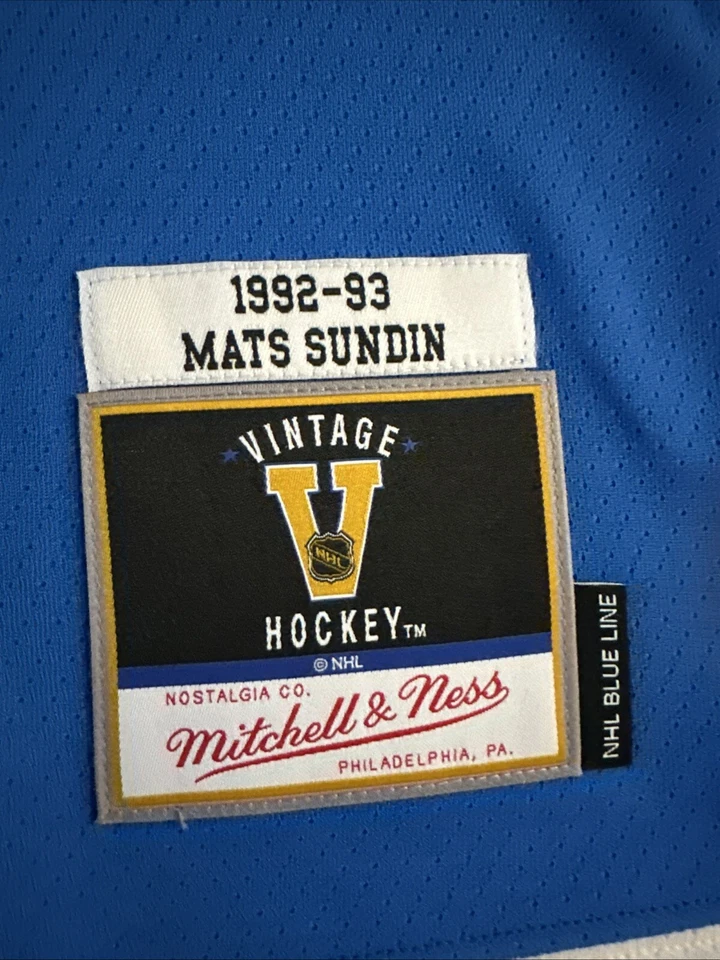 1992-93
MATS SUNDIN
VINTAGE
V
NHL
HOCKEY™
© NHL
NOSTALGIA CO.
Mitchell & Ness
PHILADELPHIA, PA.
NHL BLUE LINE